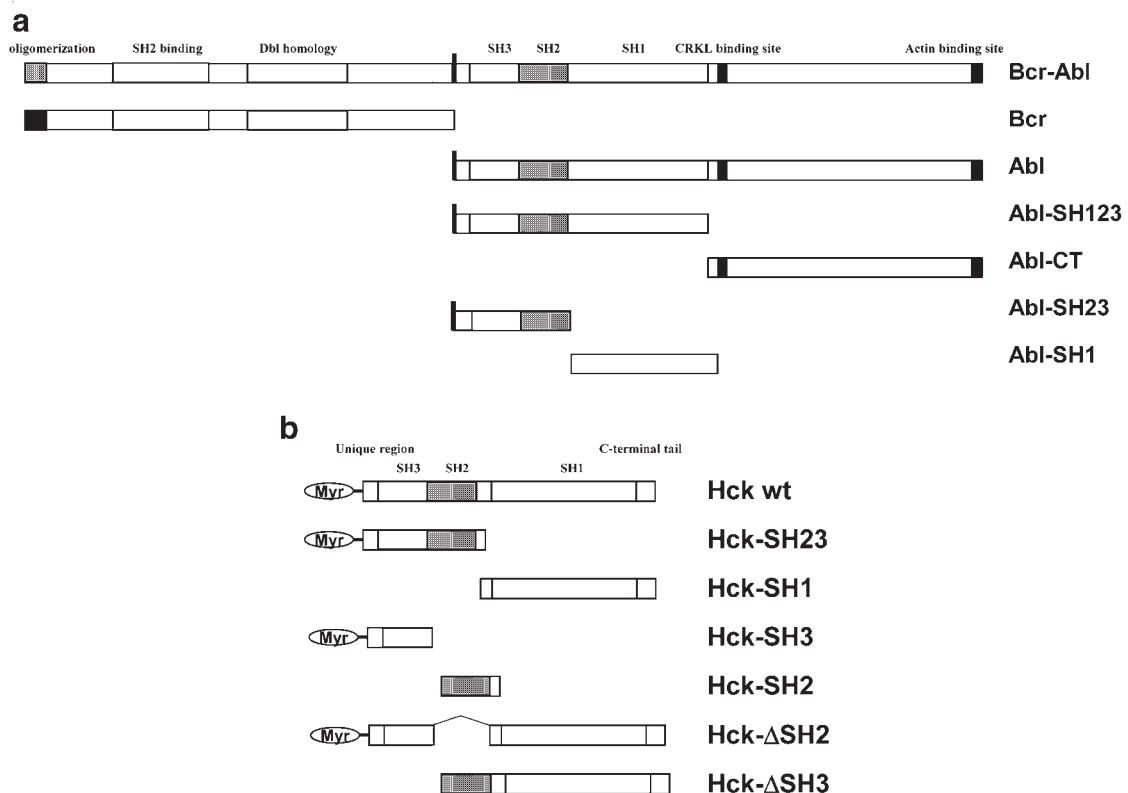 a
oligomerization SH2 binding Dbl homology SH3 SH2 SH1 CRKL binding site Actin binding site
Bcr-Abl
Bcr
Abl
Abl-SH123
Abl-CT
Abl-SH23
Abl-SH1
b
Unique region C-terminal tail
SH3 SH2 SH1
Myr Hck wt
Myr Hck-SH23
Hck-SH1
Myr Hck-SH3
Hck-SH2
Myr Hck-ΔSH2
Hck-ΔSH3